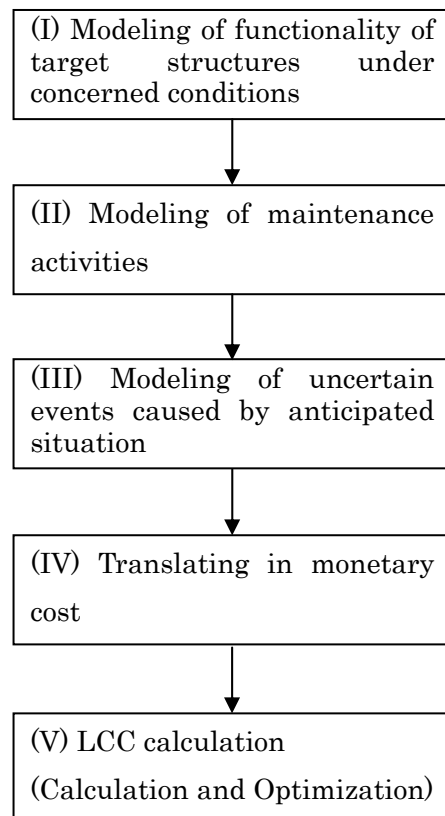 (I) Modeling of functionality of
target structures under
concerned conditions
(II) Modeling of maintenance
activities
(III) Modeling of uncertain
events caused by anticipated
situation
(IV) Translating in monetary
cost
(V) LCC calculation
(Calculation and Optimization)